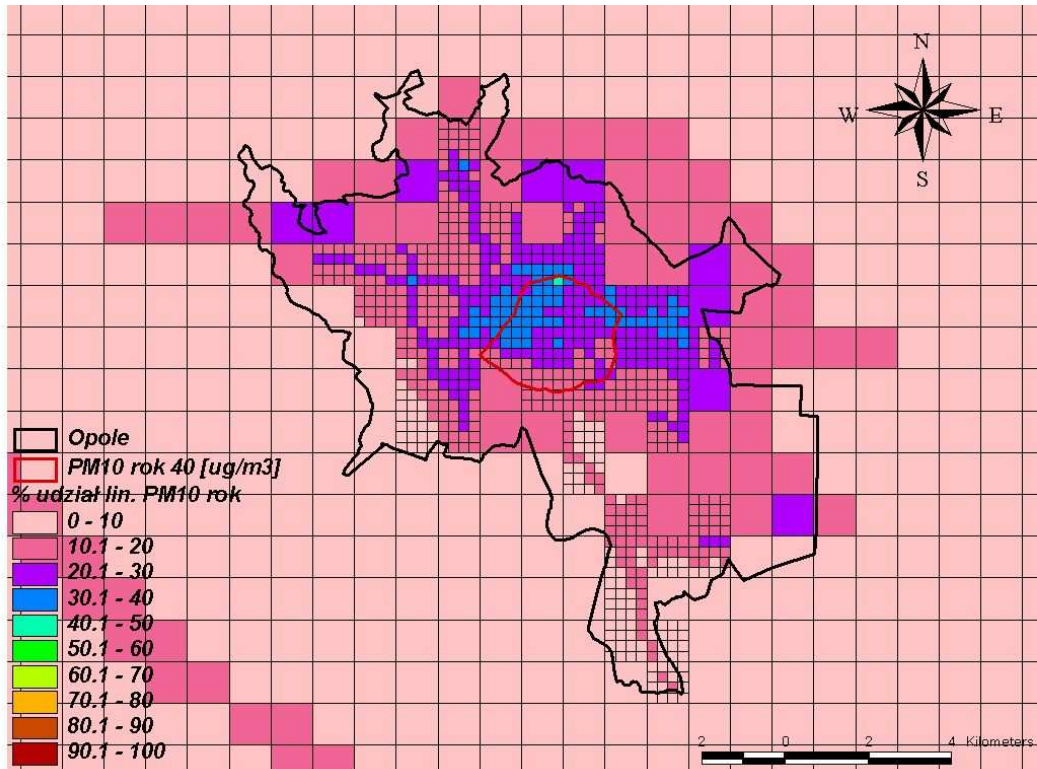 N
W E
S
Opole
PM10 rok 40 [ug/m3]
% udział lin. PM10 rok
0 - 10
10.1 - 20
20.1 - 30
30.1 - 40
40.1 - 50
50.1 - 60
60.1 - 70
70.1 - 80
80.1 - 90
90.1 - 100
2 0 2 4 Kilometers